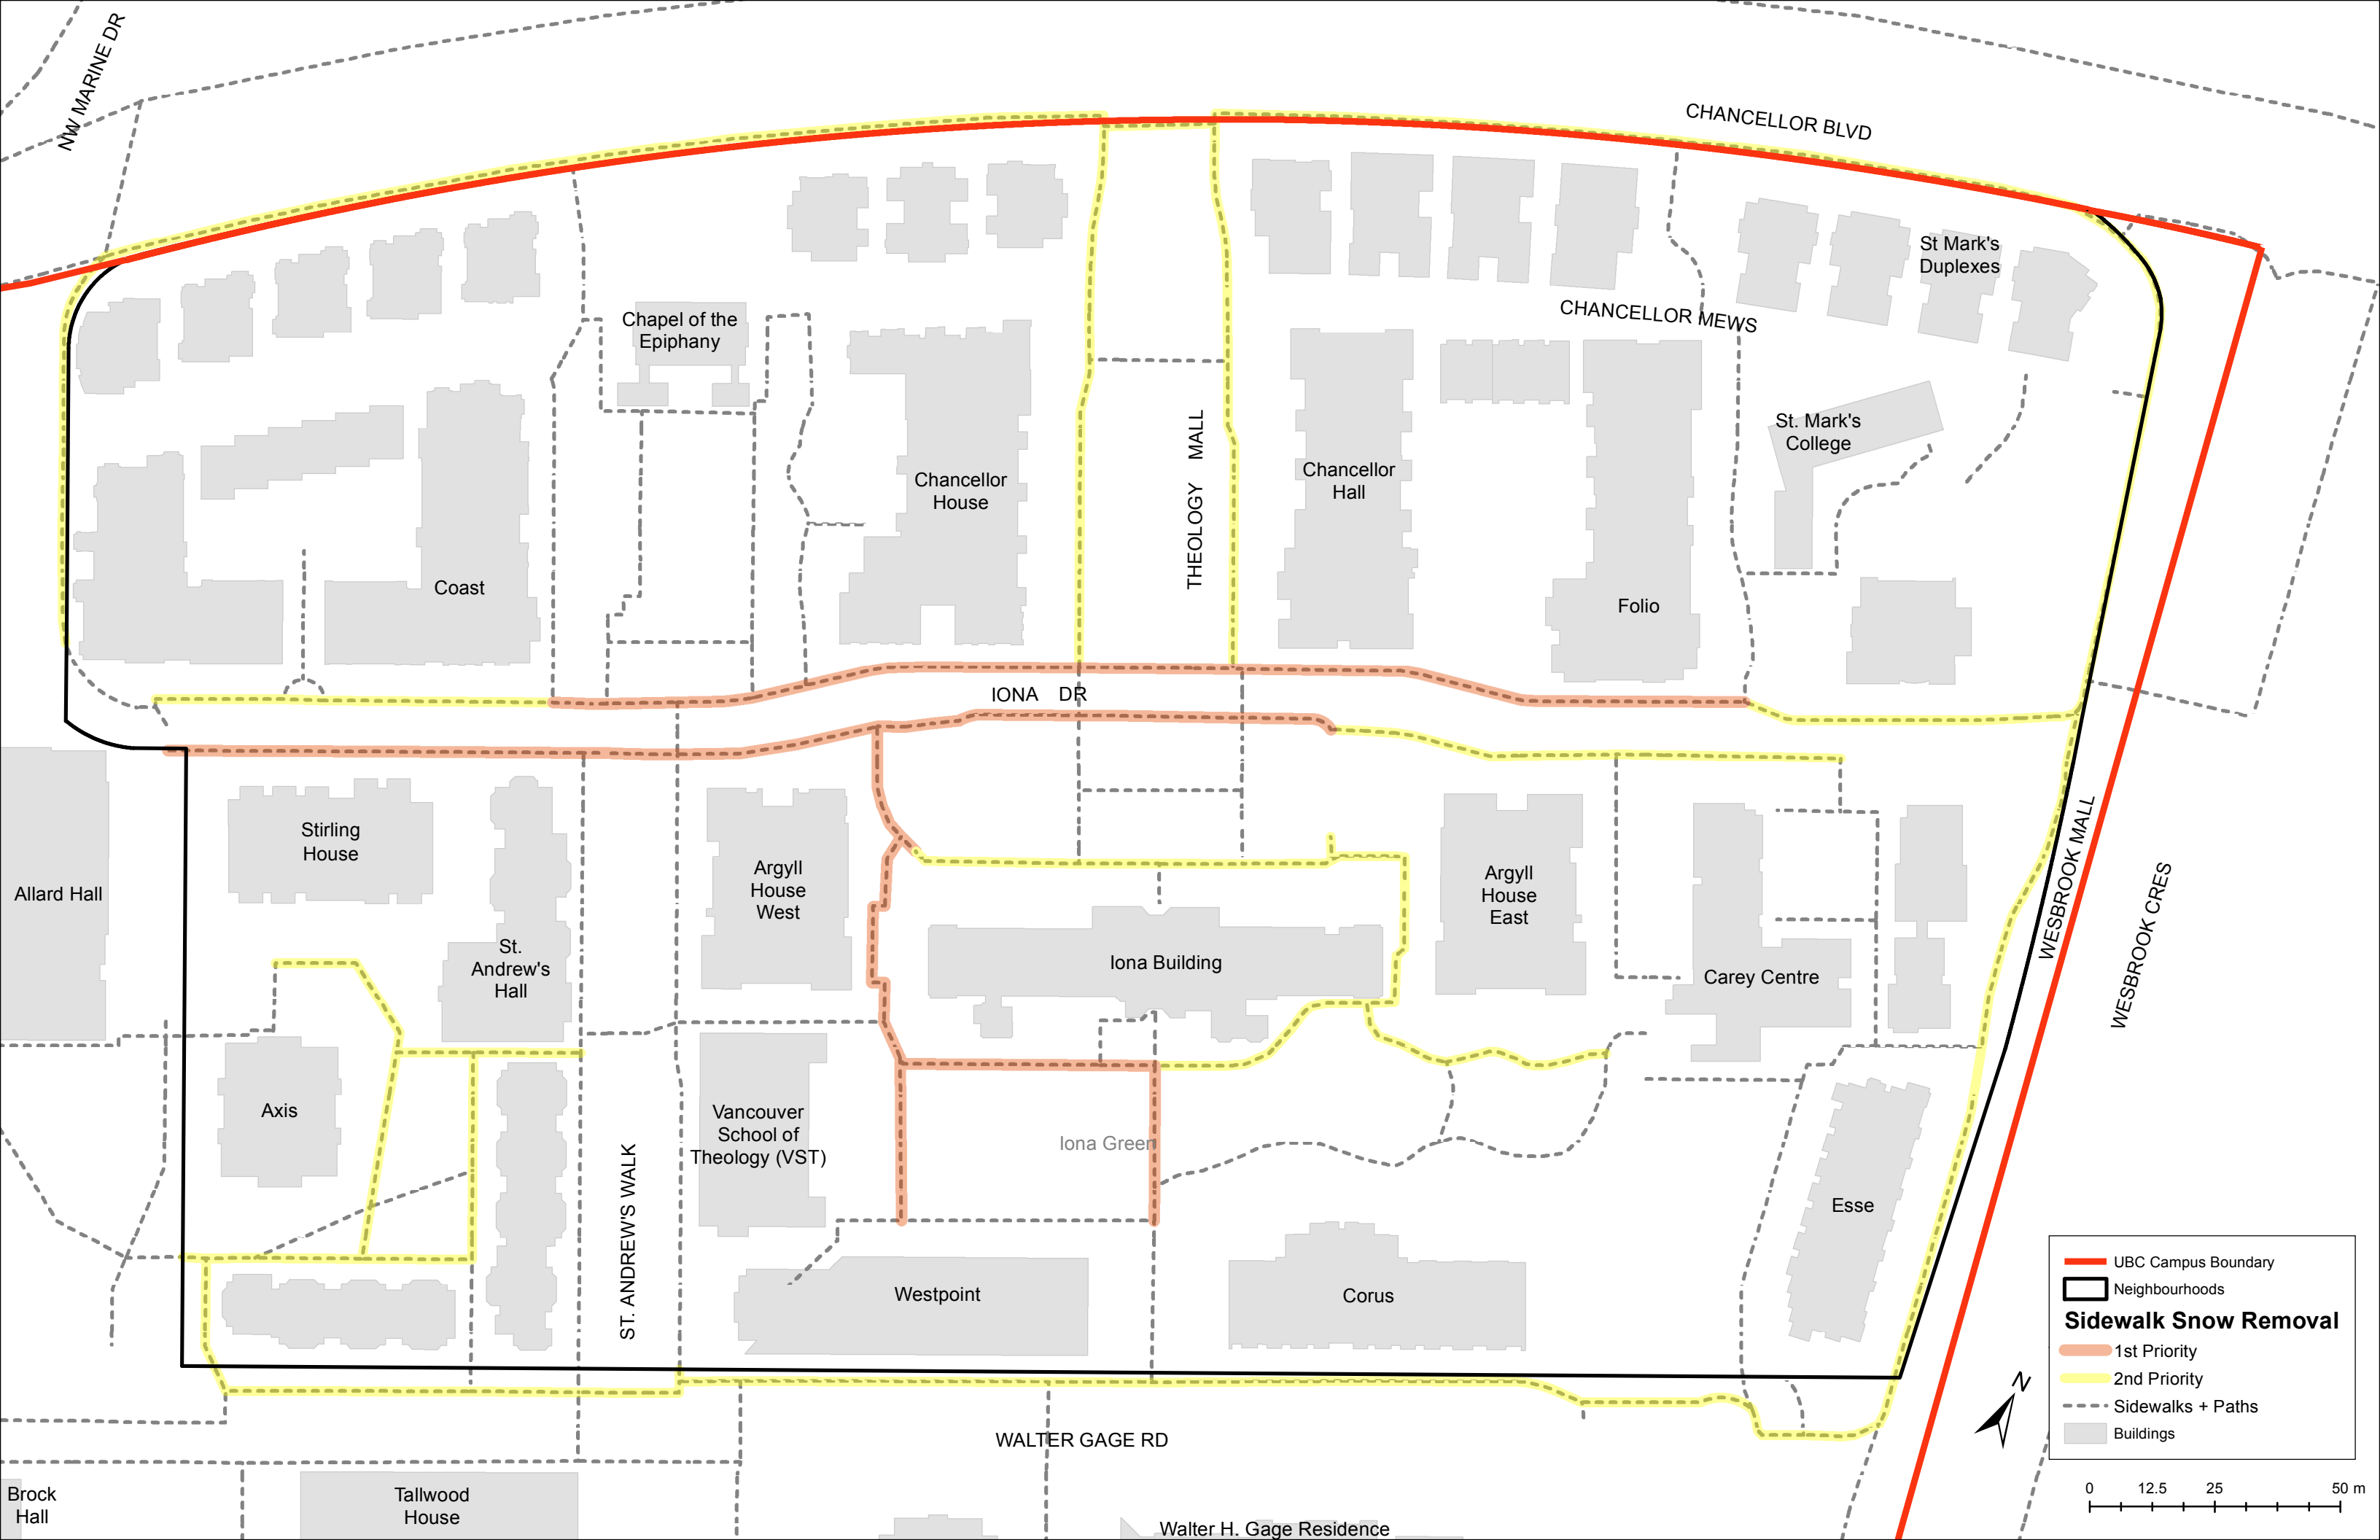 NW MARINE DR
CHANCELLOR BLVD
St Mark's
Duplexes
CHANCELLOR MEWS
Chapel of the
Epiphany
St. Mark's
College
THEOLOGY MALL
Chancellor
House
Chancellor
Hall
Coast
Folio
IONA DR
Stirling
House
Allard Hall
Argyll
House
West
Argyll
House
East
WESBROOK MALL
WESBROOK CRES
St.
Andrew's
Hall
Iona Building
Carey Centre
Axis
Vancouver
School of
Theology (VST)
Iona Green
ST. ANDREW'S WALK
Esse
Westpoint
Corus
UBC Campus Boundary
Neighbourhoods
Sidewalk Snow Removal
1st Priority
2nd Priority
Sidewalks + Paths
Buildings
N
WALTER GAGE RD
0 12.5 25 50 m
Brock
Hall
Tallwood
House
Walter H. Gage Residence